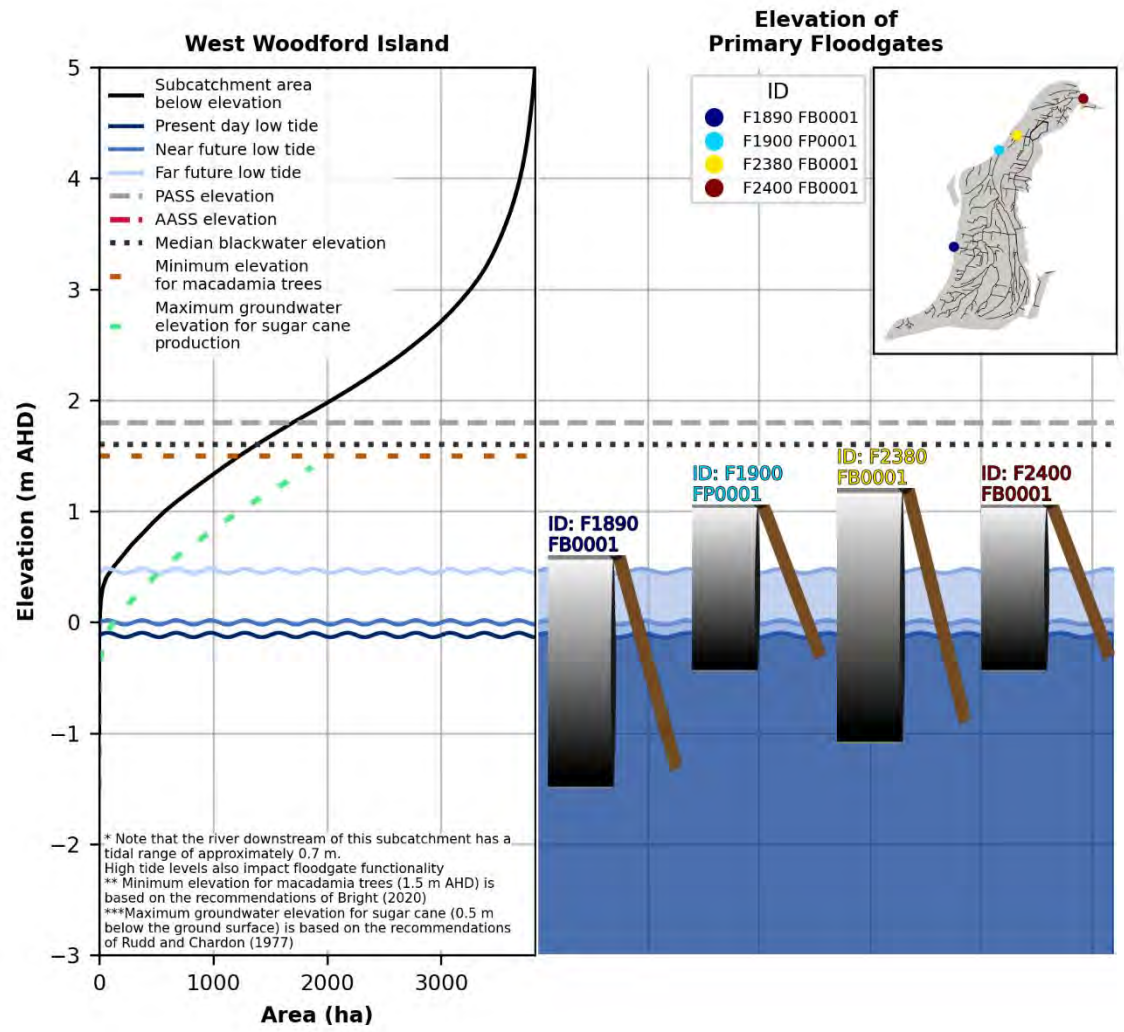 West Woodford Island
Elevation of
Primary Floodgates
Subcatchment area
below elevation
Present day low tide
Near future low tide
Far future low tide
PASS elevation
AASS elevation
Median blackwater elevation
Minimum elevation
for macadamia trees
Maximum groundwater
elevation for sugar cane
production
ID
F1890 FB0001
F1900 FP0001
F2380 FB0001
F2400 FB0001
5
4
3
2
1
0
−1
−2
−3
Elevation (m AHD)
ID: F1890
FB0001
ID: F1900
FP0001
ID: F2380
FB0001
ID: F2400
FB0001
* Note that the river downstream of this subcatchment has a
tidal range of approximately 0.7 m.
High tide levels also impact floodgate functionality
** Minimum elevation for macadamia trees (1.5 m AHD) is
based on the recommendations of Bright (2020)
***Maximum groundwater elevation for sugar cane (0.5 m
below the ground surface) is based on the recommendations
of Rudd and Chardon (1977)
0
1000
2000
3000
Area (ha)